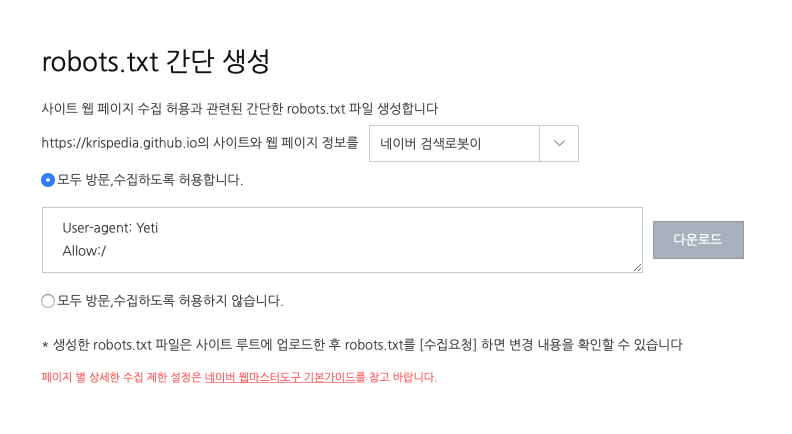 robots.txt 간단 생성
사이트 웹 페이지 수집 허용과 관련된 간단한 robots.txt 파일 생성합니다
https://krispedia.github.io의 사이트와 웹 페이지 정보를 네이버 검색로봇이
모두 방문,수집하도록 허용합니다.
User-agent: Yeti
Allow:/
다운로드
모두 방문,수집하도록 허용하지 않습니다.
* 생성한 robots.txt 파일은 사이트 루트에 업로드한 후 robots.txt를 [수집요청] 하면 변경 내용을 확인할 수 있습니다
페이지 별 상세한 수집 제한 설정은 네이버 웹마스터도구 기본가이드를 참고 바랍니다.